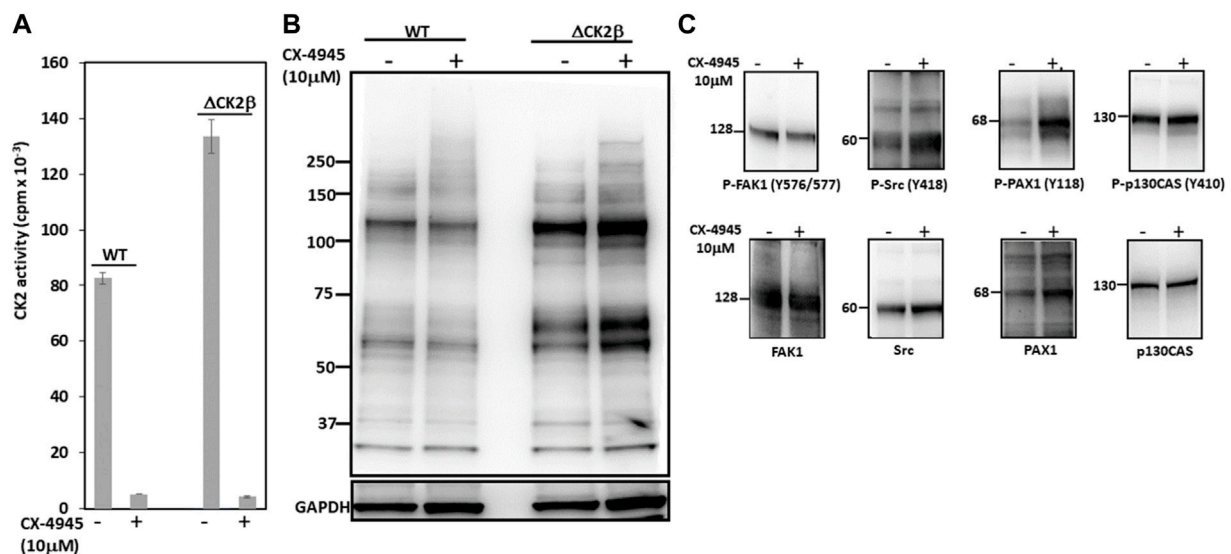 A
CK2 activity (cpm x 10⁻³)
160
140
120
100
80
60
40
20
0
WT
ΔCK2β
- + - +
CX-4945
(10µM)
B
WT ΔCK2β
CX-4945
(10µM)
- + - +
250
150
100
75
50
37
GAPDH
C
CX-4945
10µM
- + - + - + - +
128
60
68
130
P-FAK1 (Y576/577) P-Src (Y418) P-PAX1 (Y118) P-p130CAS (Y410)
CX-4945
10µM
- + - + - + - +
128
60
68
130
FAK1 Src PAX1 p130CAS